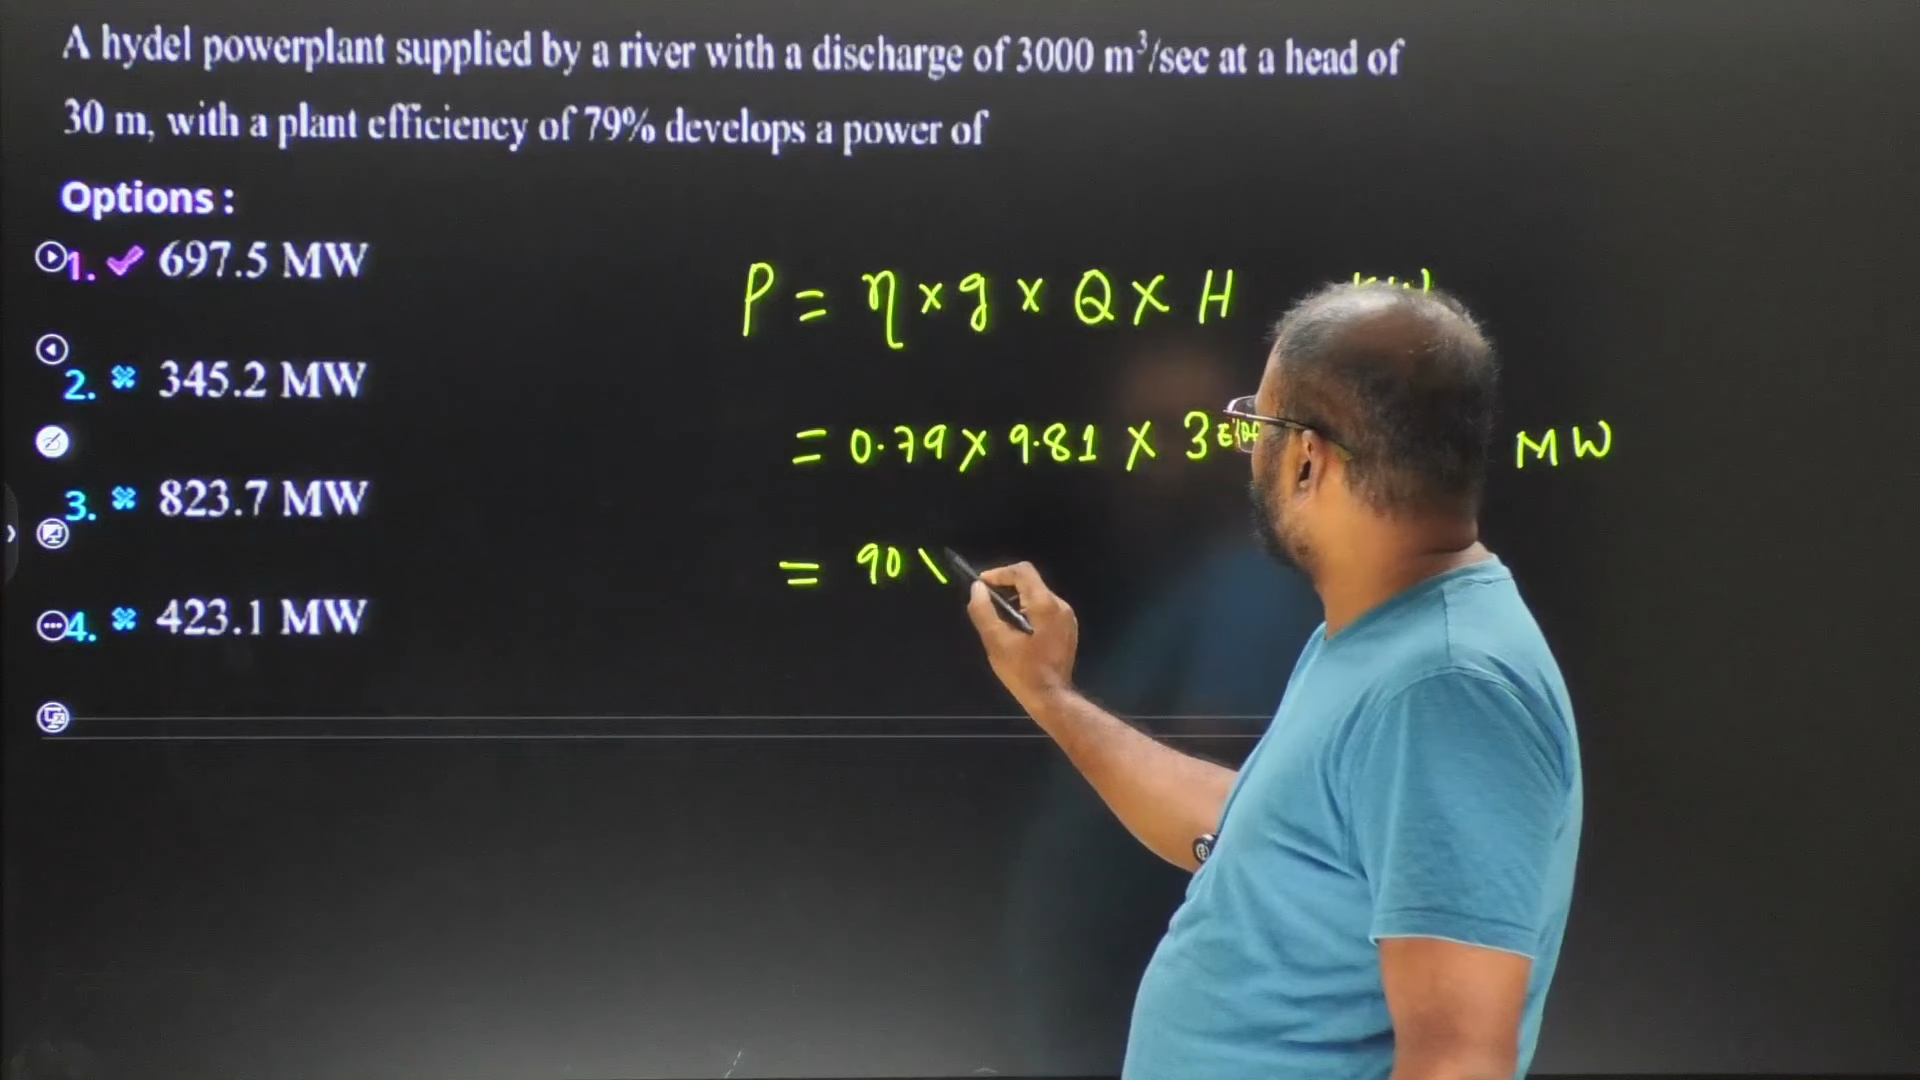 A hydel powerplant supplied by a river with a discharge of 3000 m³/sec at a head of
30 m, with a plant efficiency of 79% develops a power of
Options :
1. ✓ 697.5 MW
2. 345.2 MW
3. 823.7 MW
4. 423.1 MW
P = η × g × Q × H
= 0.79 × 9.81 × 3 MW
= 90 \